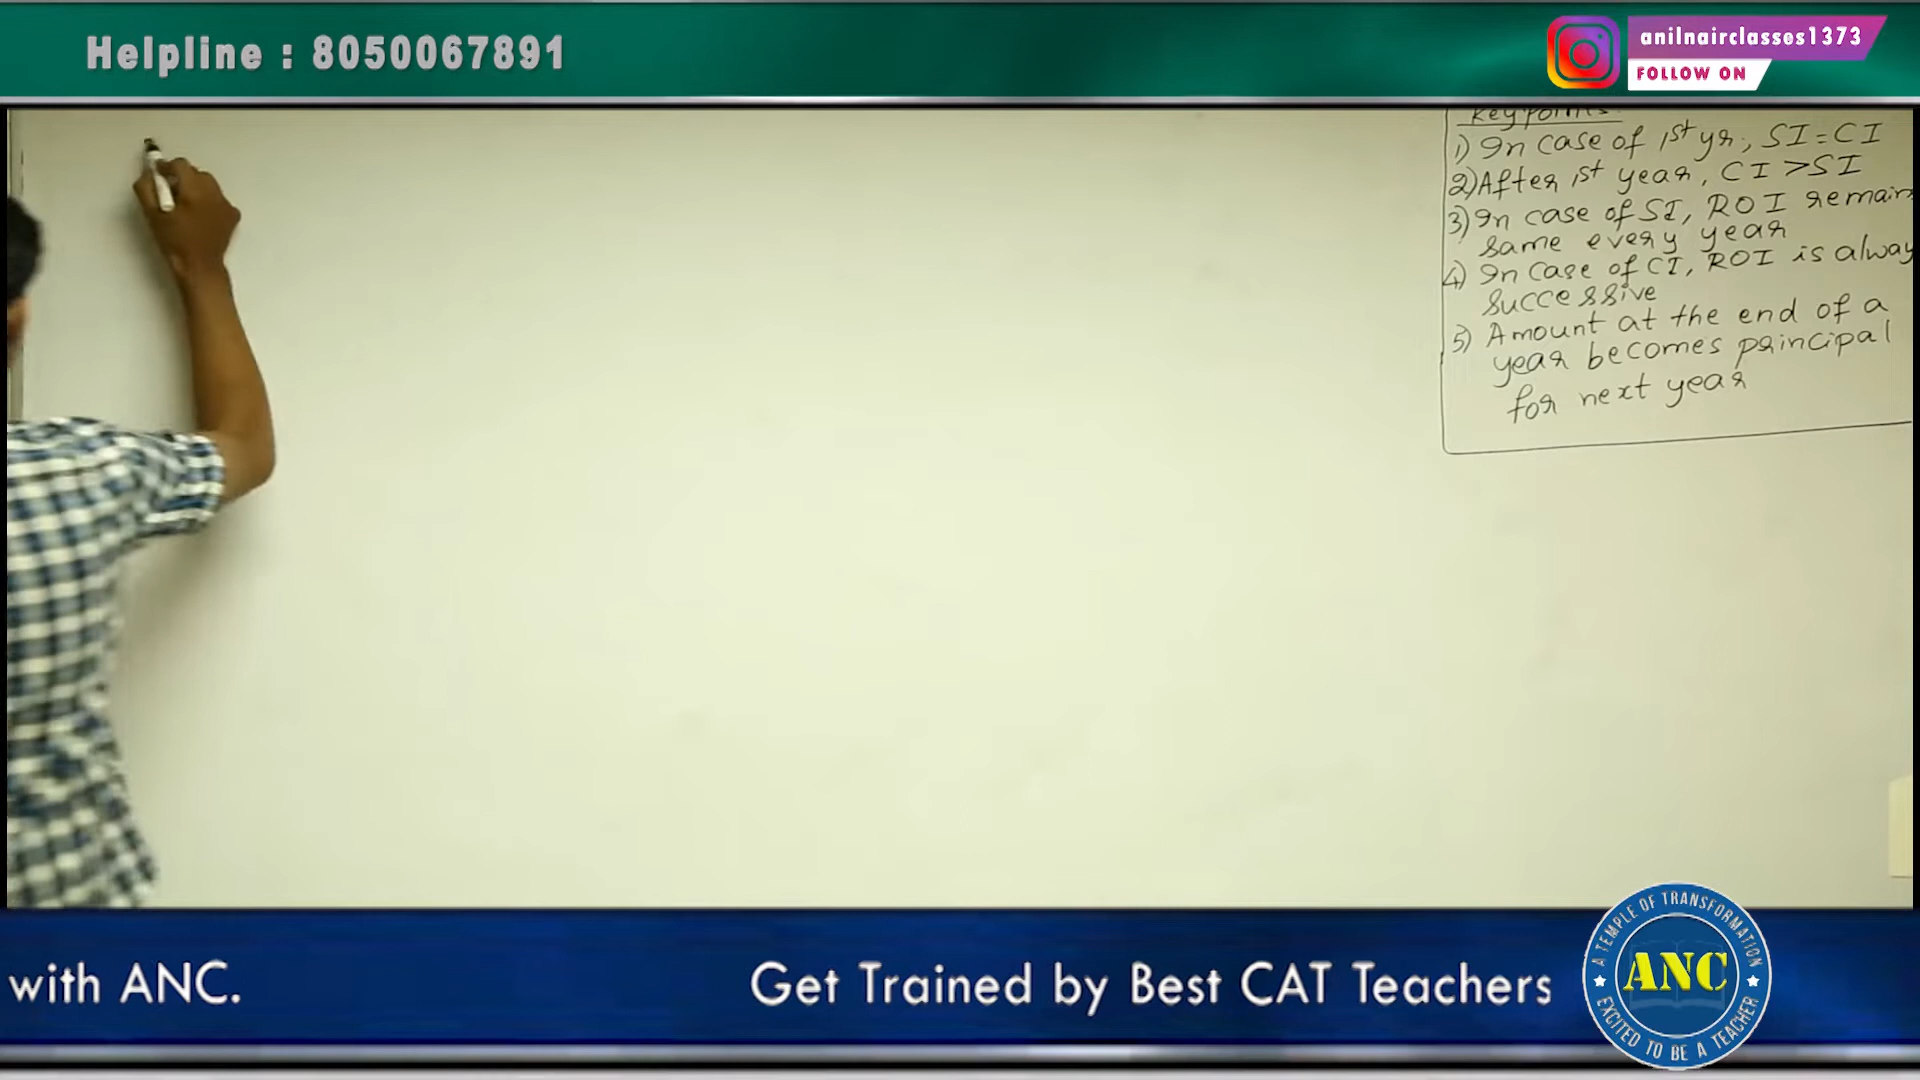 Helpline : 8050067891
anilnairclasses1373
FOLLOW ON
Key points
1) In case of 1st yr, SI = CI
2) After 1st year, CI > SI
3) In case of SI, ROI remain
same every year
4) In case of CI, ROI is alway
successive
5) Amount at the end of a
year becomes principal
for next year
with ANC.
Get Trained by Best CAT Teachers
A TEMPLE OF TRANSFORMATION
ANC
EXCITED TO BE A TEACHER